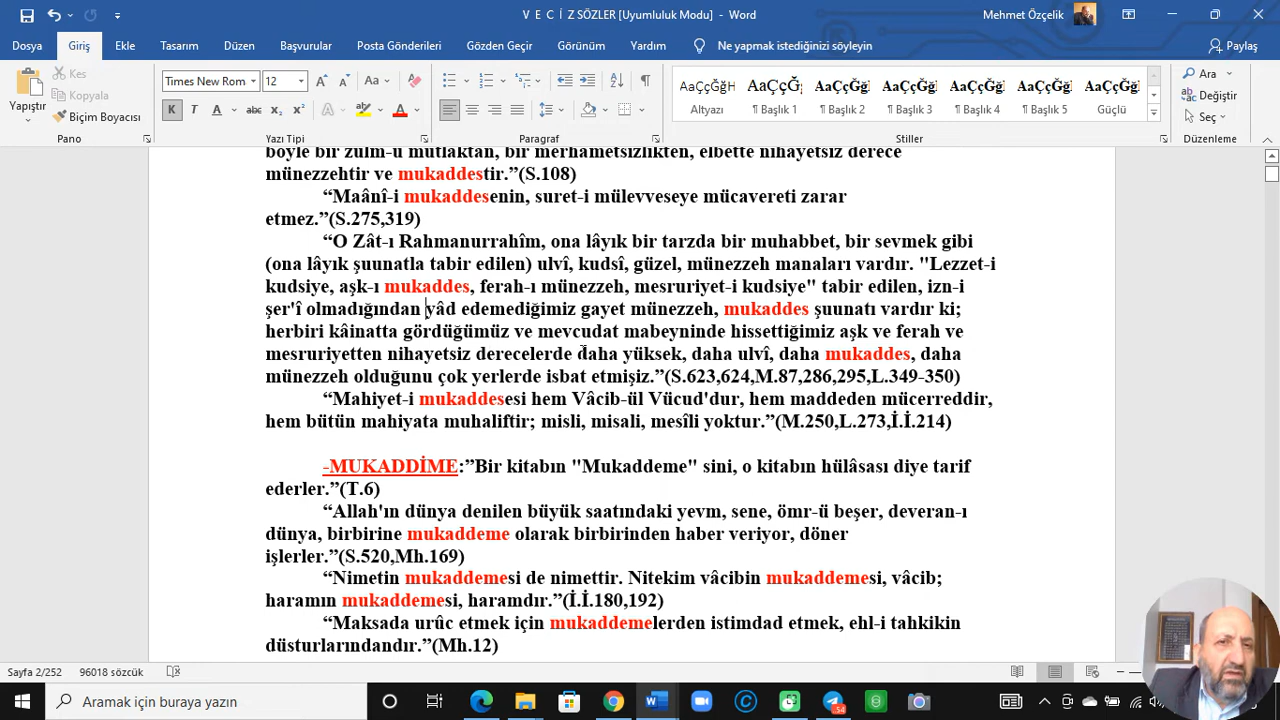 V E C İ Z SÖZLER [Uyumluluk Modu] - Word
Mehmet Özçelik
Dosya Giriş Ekle Tasarım Düzen Başvurular Posta Gönderileri Gözden Geçir Görünüm Yardım Ne yapmak istediğinizi söyleyin Paylaş
Yapıştır
Kes
Kopyala
Biçim Boyacısı
Times New Rom 12
Altyazı
¶ Başlık 1
¶ Başlık 2
¶ Başlık 3
¶ Başlık 4
¶ Başlık 5
Güçlü
Ara
Değiştir
Seç
Pano Yazı Tipi Paragraf Stiller Düzenleme
böyle bir zulm-ü mutlaktan, bir merhametsizlikten, elbette nihayetsiz derece
münezzehtir ve mukaddestir.”(S.108)
“Maânî-i mukaddesenin, suret-i mülevveseye mücavereti zarar
etmez.”(S.275,319)
“O Zât-ı Rahmanurrahîm, ona lâyık bir tarzda bir muhabbet, bir sevmek gibi
(ona lâyık şuunatla tabir edilen) ulvî, kudsî, güzel, münezzeh manaları vardır. "Lezzet-i
kudsiye, aşk-ı mukaddes, ferah-ı münezzeh, mesruriyet-i kudsiye" tabir edilen, izn-i
şer'î olmadığından yâd edemediğimiz gayet münezzeh, mukaddes şuunatı vardır ki;
herbiri kâinatta gördüğümüz ve mevcudat mabeyninde hissettiğimiz aşk ve ferah ve
mesruriyetten nihayetsiz derecelerde daha yüksek, daha ulvî, daha mukaddes, daha
münezzeh olduğunu çok yerlerde isbat etmişiz.”(S.623,624,M.87,286,295,L.349-350)
“Mahiyet-i mukaddesesi hem Vâcib-ül Vücud'dur, hem maddeden mücerreddir,
hem bütün mahiyata muhaliftir; misli, misali, mesîli yoktur.”(M.250,L.273,İ.İ.214)
-MUKADDİME:”Bir kitabın "Mukaddeme" sini, o kitabın hülâsası diye tarif
ederler.”(T.6)
“Allah'ın dünya denilen büyük saatındaki yevm, sene, ömr-ü beşer, deveran-ı
dünya, birbirine mukaddeme olarak birbirinden haber veriyor, döner
işlerler.”(S.520,Mh.169)
“Nimetin mukaddemesi de nimettir. Nitekim vâcibin mukaddemesi, vâcib;
haramın mukaddemesi, haramdır.”(İ.İ.180,192)
“Maksada urûc etmek için mukaddemelerden istimdad etmek, ehl-i tahkikin
düsturlarındandır.”(Mh.12)
Sayfa 2/252 96018 sözcük
Aramak için buraya yazın
54